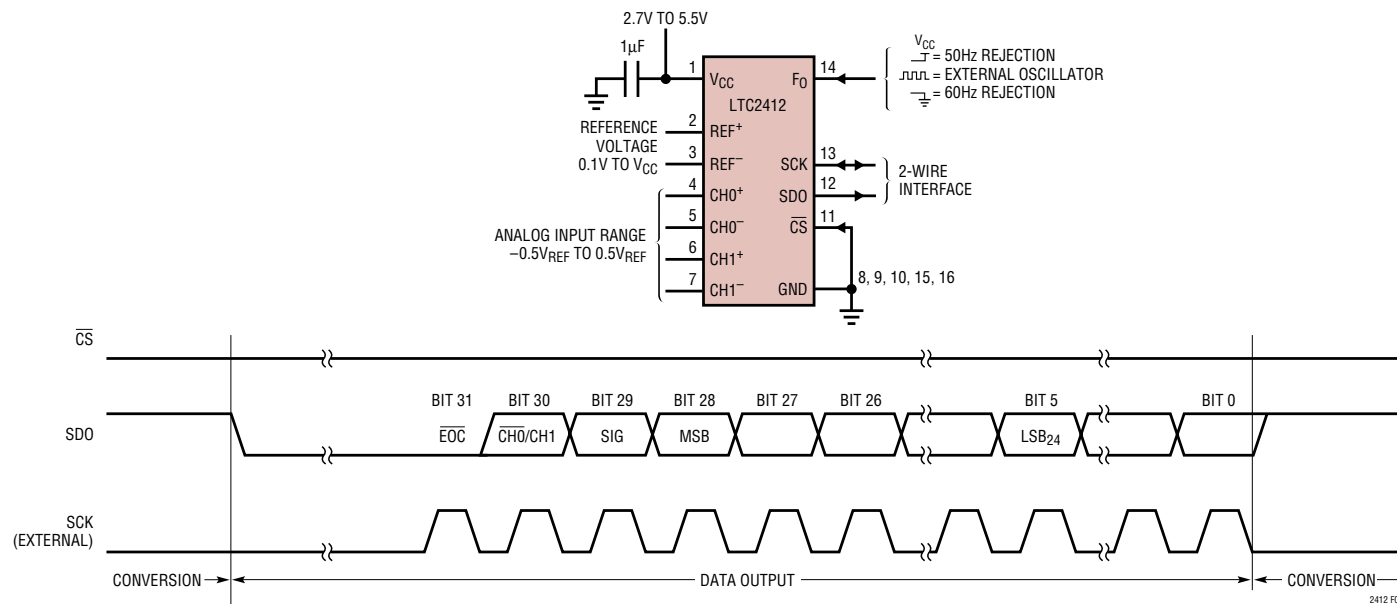 2.7V TO 5.5V
1µF
1
VCC
2
REF+
3
REF−
4
CH0+
5
CH0−
6
CH1+
7
CH1−
LTC2412
14
FO
13
SCK
12
SDO
11
CS
GND
8, 9, 10, 15, 16
REFERENCE
VOLTAGE
0.1V TO VCC
ANALOG INPUT RANGE
−0.5VREF TO 0.5VREF
VCC
= 50Hz REJECTION
= EXTERNAL OSCILLATOR
= 60Hz REJECTION
2-WIRE
INTERFACE
CS
SDO
BIT 31
BIT 30
BIT 29
BIT 28
BIT 27
BIT 26
BIT 5
BIT 0
EOC
CH0/CH1
SIG
MSB
LSB24
SCK
(EXTERNAL)
CONVERSION
DATA OUTPUT
CONVERSION
2412